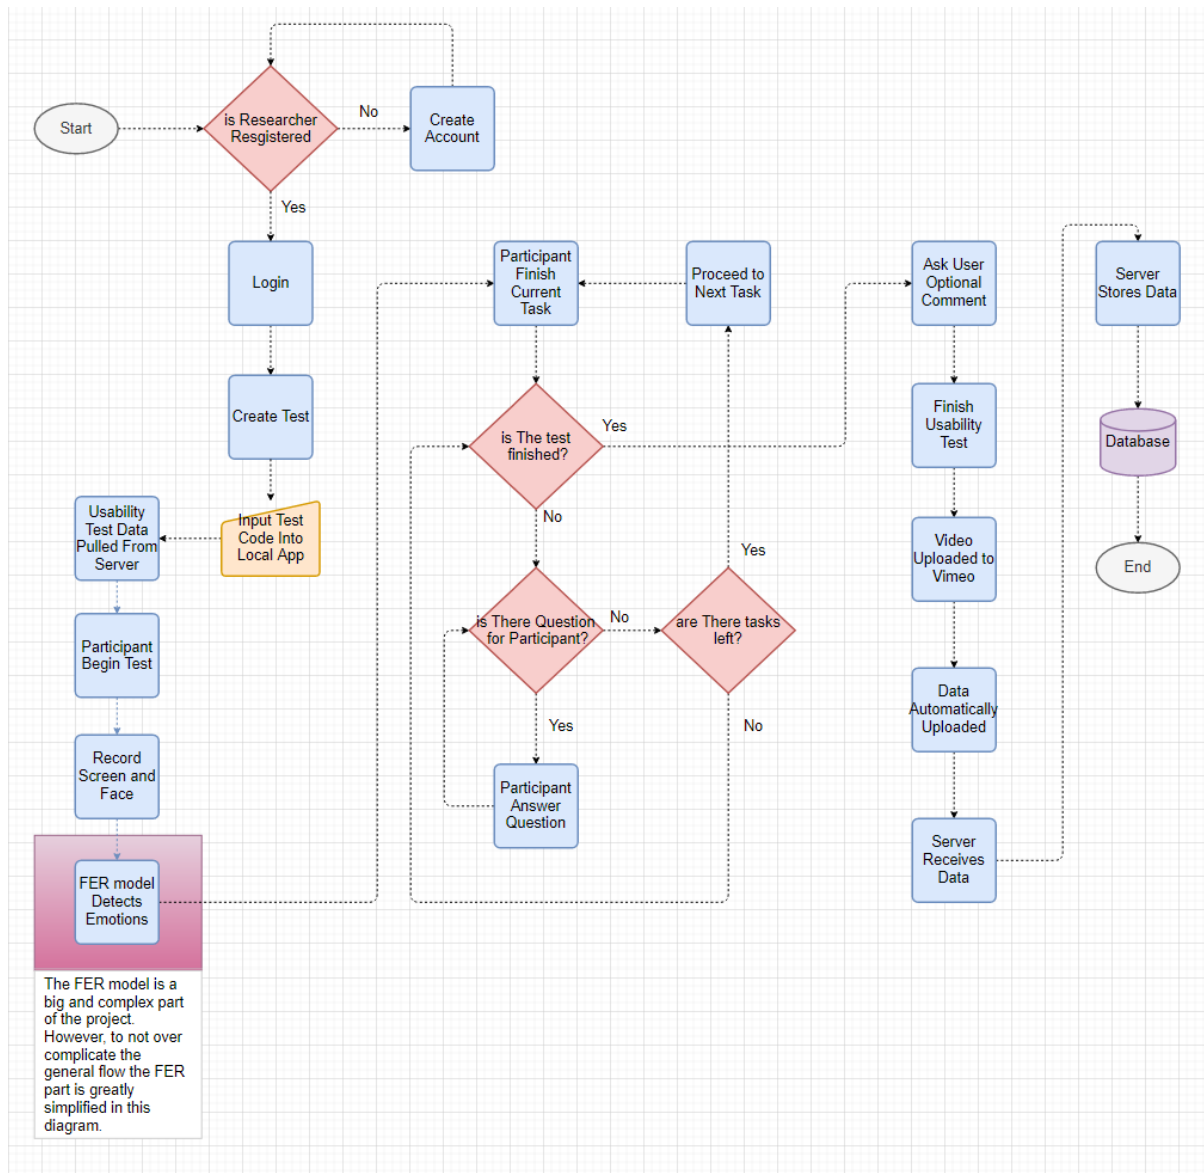 Start
is Researcher
Resgistered
No
Create
Account
Yes
Login
Create Test
Input Test
Code Into
Local App
Usability
Test Data
Pulled From
Server
Participant
Begin Test
Record
Screen and
Face
FER model
Detects
Emotions
The FER model is a
big and complex part
of the project.
However, to not over
complicate the
general flow the FER
part is greatly
simplified in this
diagram.
Participant
Finish
Current
Task
Proceed to
Next Task
is The test
finished?
Yes
No
is There Question
for Participant?
No
are There tasks
left?
Yes
No
Yes
Participant
Answer
Question
Ask User
Optional
Comment
Finish
Usability
Test
Video
Uploaded to
Vimeo
Data
Automatically
Uploaded
Server
Receives
Data
Server
Stores Data
Database
End